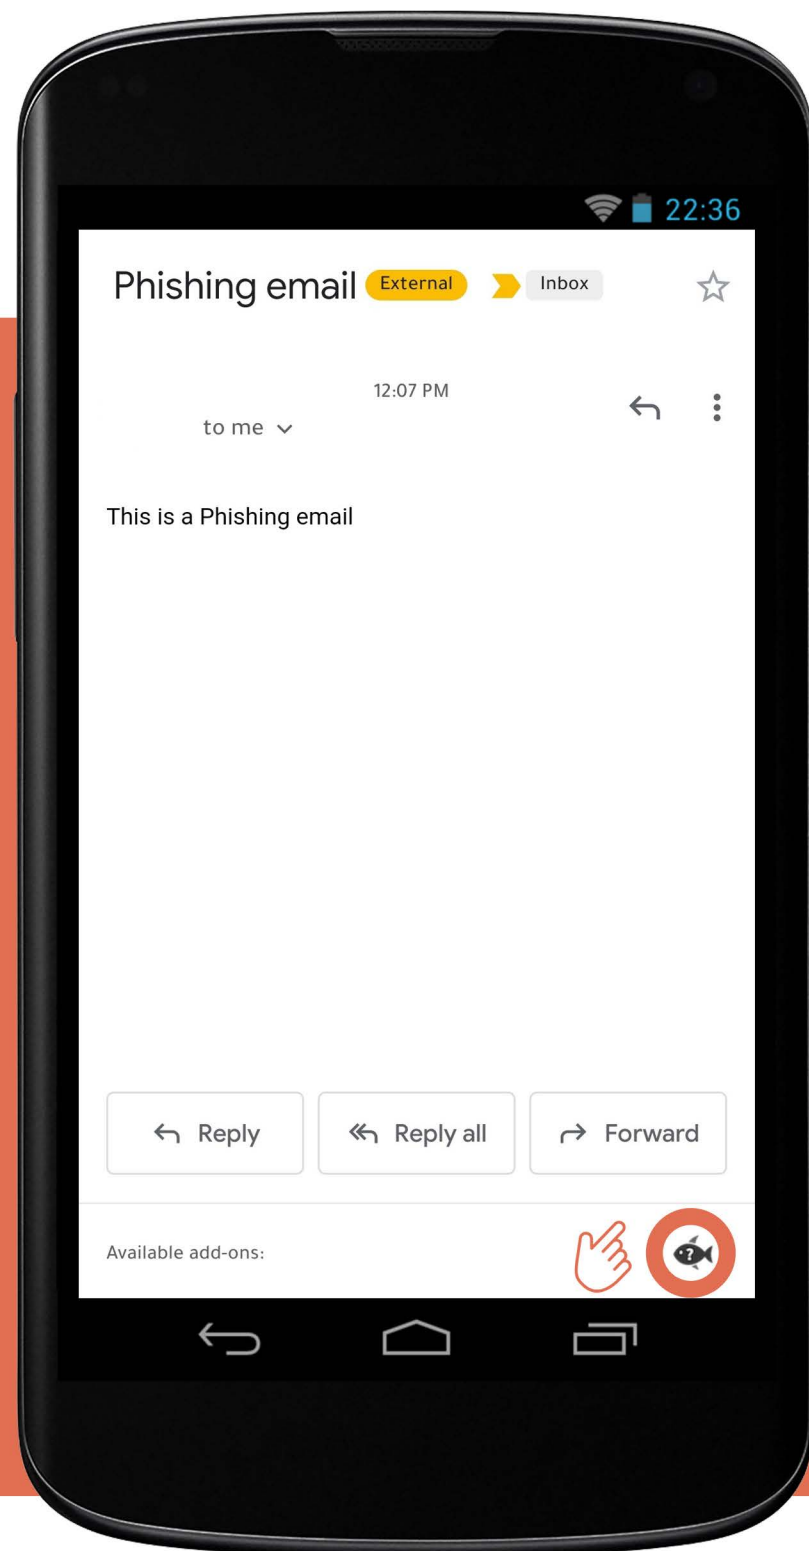 22:36
Phishing email External Inbox
12:07 PM
to me
This is a Phishing email
Reply Reply all Forward
Available add-ons:
?